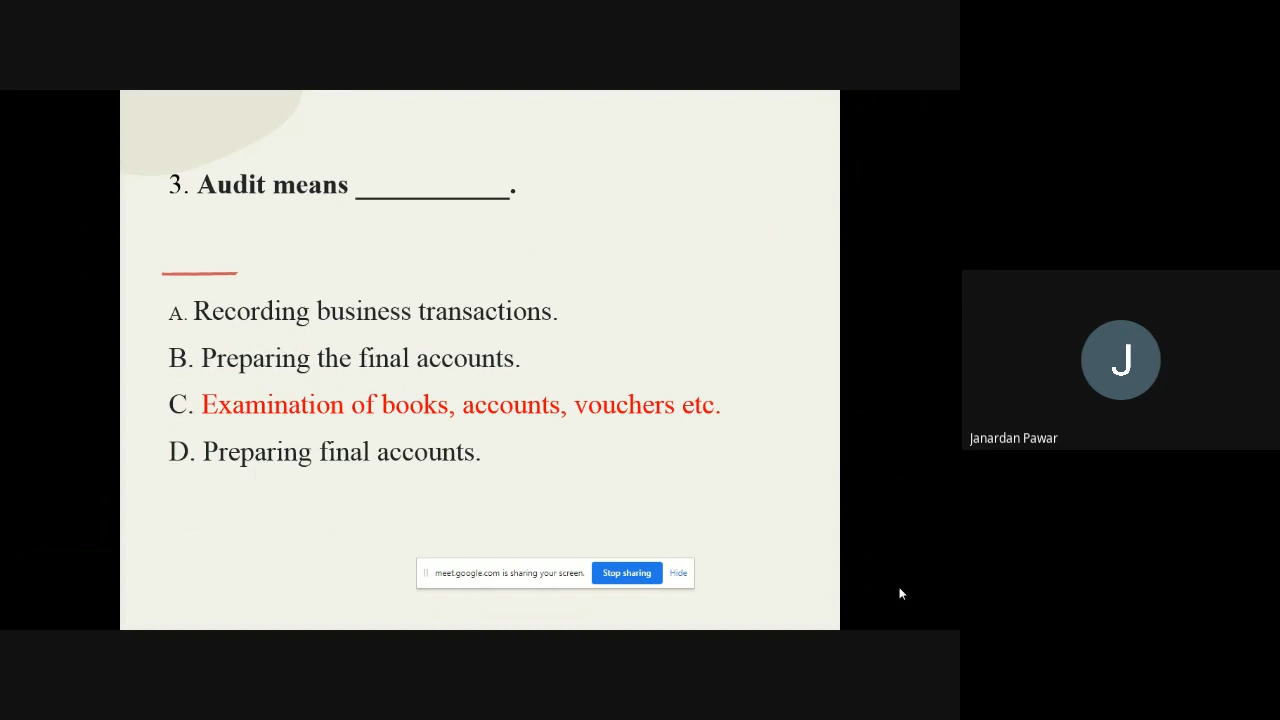 3. Audit means ___________.
A. Recording business transactions.
B. Preparing the final accounts.
C. Examination of books, accounts, vouchers etc.
D. Preparing final accounts.
meet.google.com is sharing your screen.
Stop sharing
Hide
J
Janardan Pawar